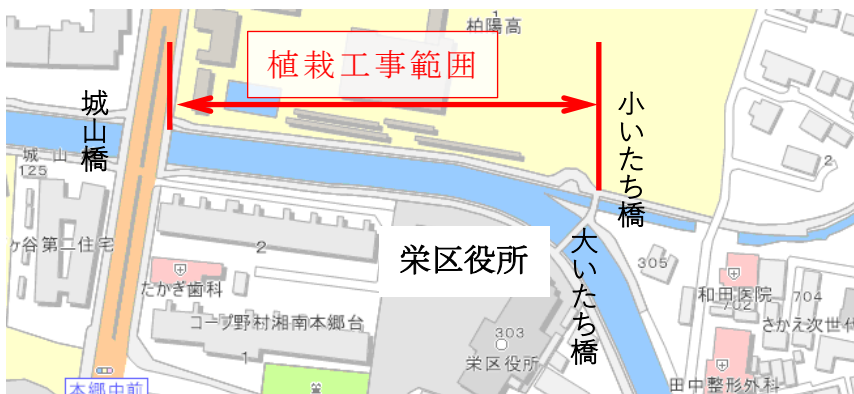 1
柏陽高
植栽工事範囲
城山橋
小いたち橋
城山
125
2
ヶ谷第二住宅
2
栄区役所
大いたち橋
305
たかぎ歯科
和田医院
704
702
コープ野村湘南本郷台
さかえ次世代
303
1
栄区役所
田中整形外科
本郷中前